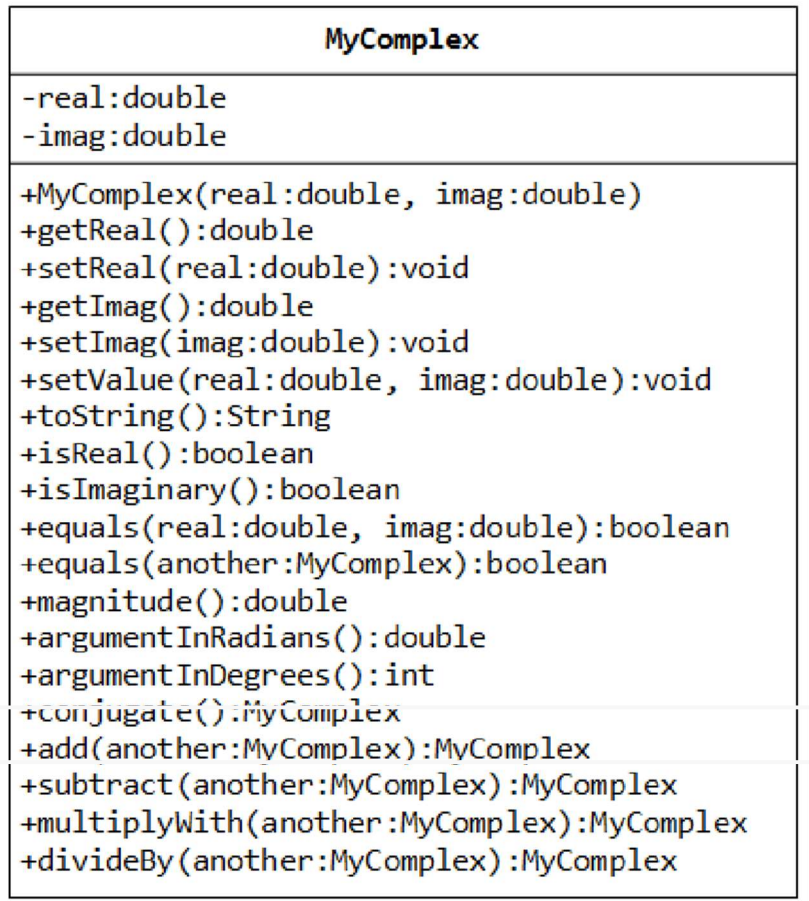 MyComplex
-real:double
-imag:double
+MyComplex(real:double, imag:double)
+getReal():double
+setReal(real:double):void
+getImag():double
+setImag(imag:double):void
+setValue(real:double, imag:double):void
+toString():String
+isReal():boolean
+isImaginary():boolean
+equals(real:double, imag:double):boolean
+equals(another:MyComplex):boolean
+magnitude():double
+argumentInRadians():double
+argumentInDegrees():int
+conjugate():MyComplex
+add(another:MyComplex):MyComplex
+subtract(another:MyComplex):MyComplex
+multiplyWith(another:MyComplex):MyComplex
+divideBy(another:MyComplex):MyComplex